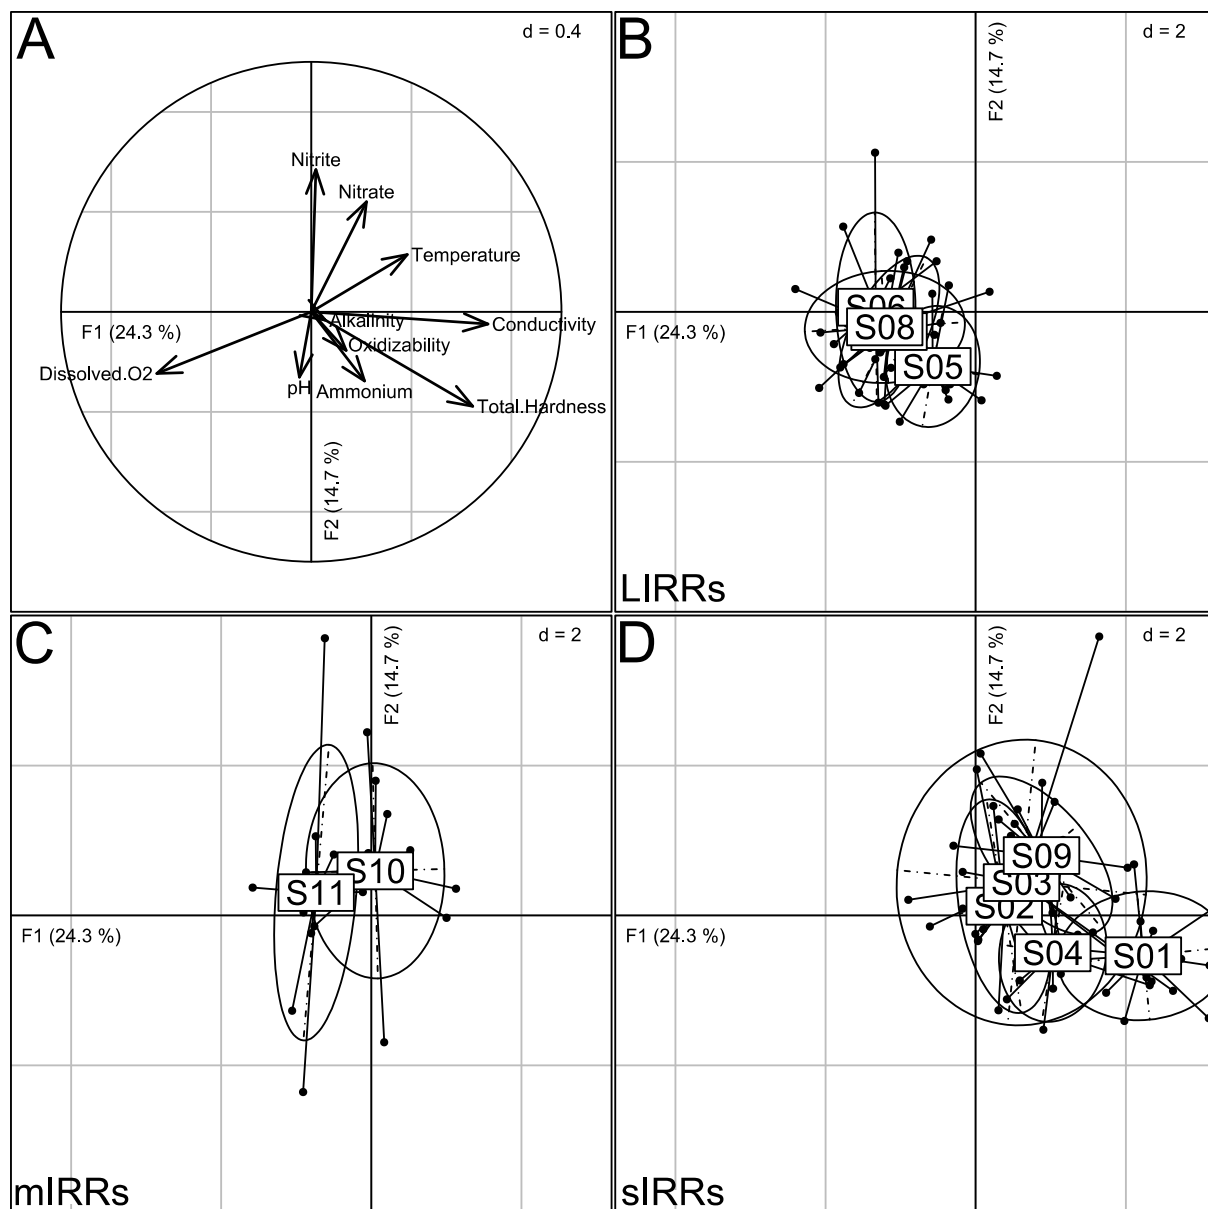 A
d = 0.4
Nitrite
Nitrate
Temperature
Alkalinity
F1 (24.3 %)
Conductivity
Oxidizability
Dissolved.O2
pH
Ammonium
Total.Hardness
F2 (14.7 %)
B
d = 2
F2 (14.7 %)
S06
S08
F1 (24.3 %)
S05
LIRRs
C
d = 2
F2 (14.7 %)
S10
S11
F1 (24.3 %)
mIRRs
D
d = 2
F2 (14.7 %)
S09
S03
S02
F1 (24.3 %)
S04
S01
sIRRs